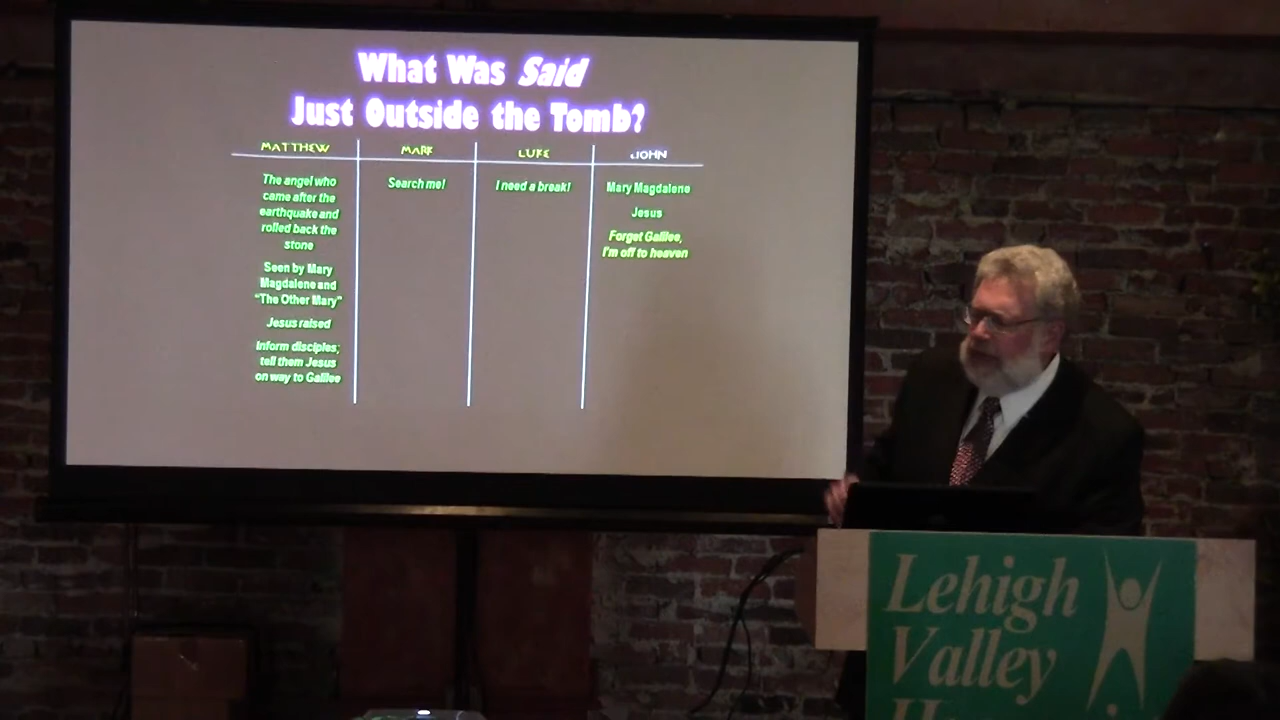 What Was Said
Just Outside the Tomb?
MATTHEW MARK LUKE JOHN
The angel who
came after the
earthquake and
rolled back the
stone
Seen by Mary
Magdalene and
"The Other Mary"
Jesus raised
Inform disciples;
tell them Jesus
on way to Galilee
Search me!
I need a break!
Mary Magdalene
Jesus
Forget Galilee,
I'm off to heaven
Lehigh
Valley